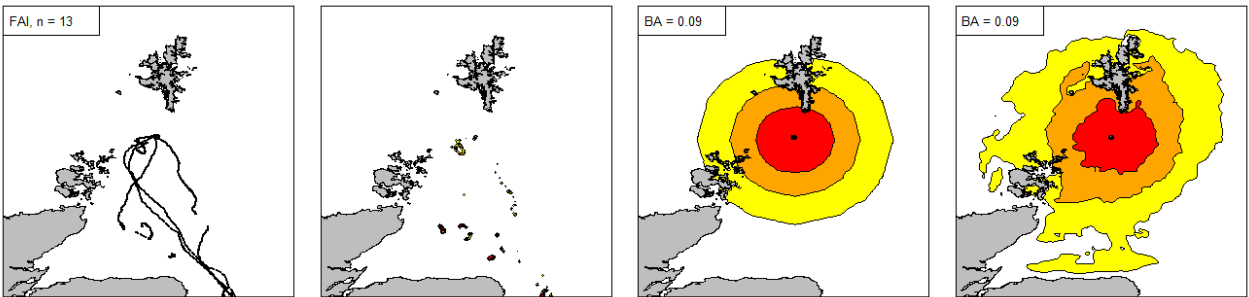 FAI, n = 13
BA = 0.09
BA = 0.09